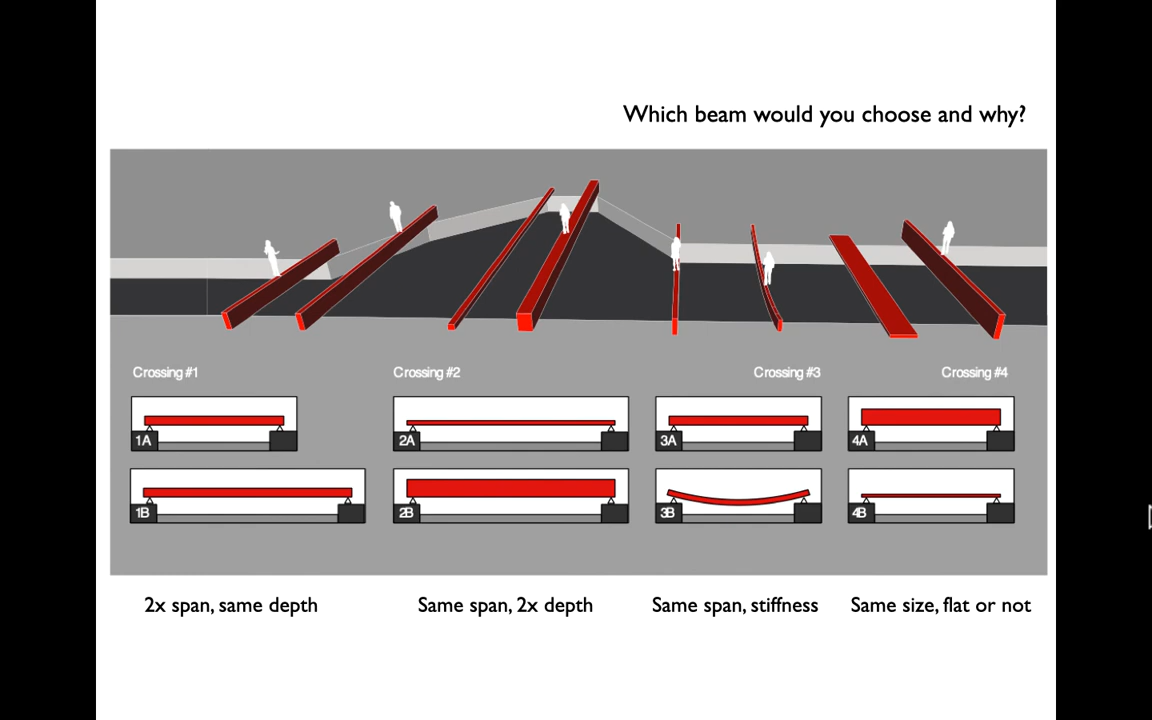 Which beam would you choose and why?
Crossing #1
Crossing #2
Crossing #3
Crossing #4
1A
2A
3A
4A
1B
2B
3B
4B
2x span, same depth
Same span, 2x depth
Same span, stiffness
Same size, flat or not